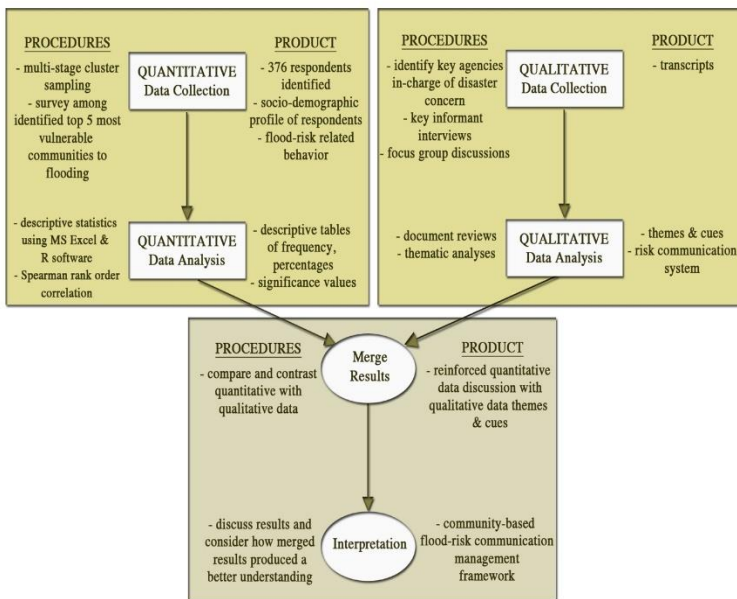 PROCEDURES
- multi-stage cluster
sampling
- survey among
identified top 5 most
vulnerable
communities to
flooding
QUANTITATIVE
Data Collection
PRODUCT
- 376 respondents
identified
- socio-demographic
profile of respondents
- flood-risk related
behavior
- descriptive statistics
using MS Excel &
R software
- Spearman rank order
correlation
QUANTITATIVE
Data Analysis
- descriptive tables
of frequency,
percentages
- significance values
PROCEDURES
- identify key agencies
in-charge of disaster
concern
- key informant
interviews
- focus group discussions
QUALITATIVE
Data Collection
PRODUCT
- transcripts
- document reviews
- thematic analyses
QUALITATIVE
Data Analysis
- themes & cues
- risk communication
system
PROCEDURES
- compare and contrast
quantitative with
qualitative data
Merge
Results
PRODUCT
- reinforced quantitative
data discussion with
qualitative data themes
& cues
- discuss results and
consider how merged
results produced a
better understanding
Interpretation
- community-based
flood-risk communication
management
framework